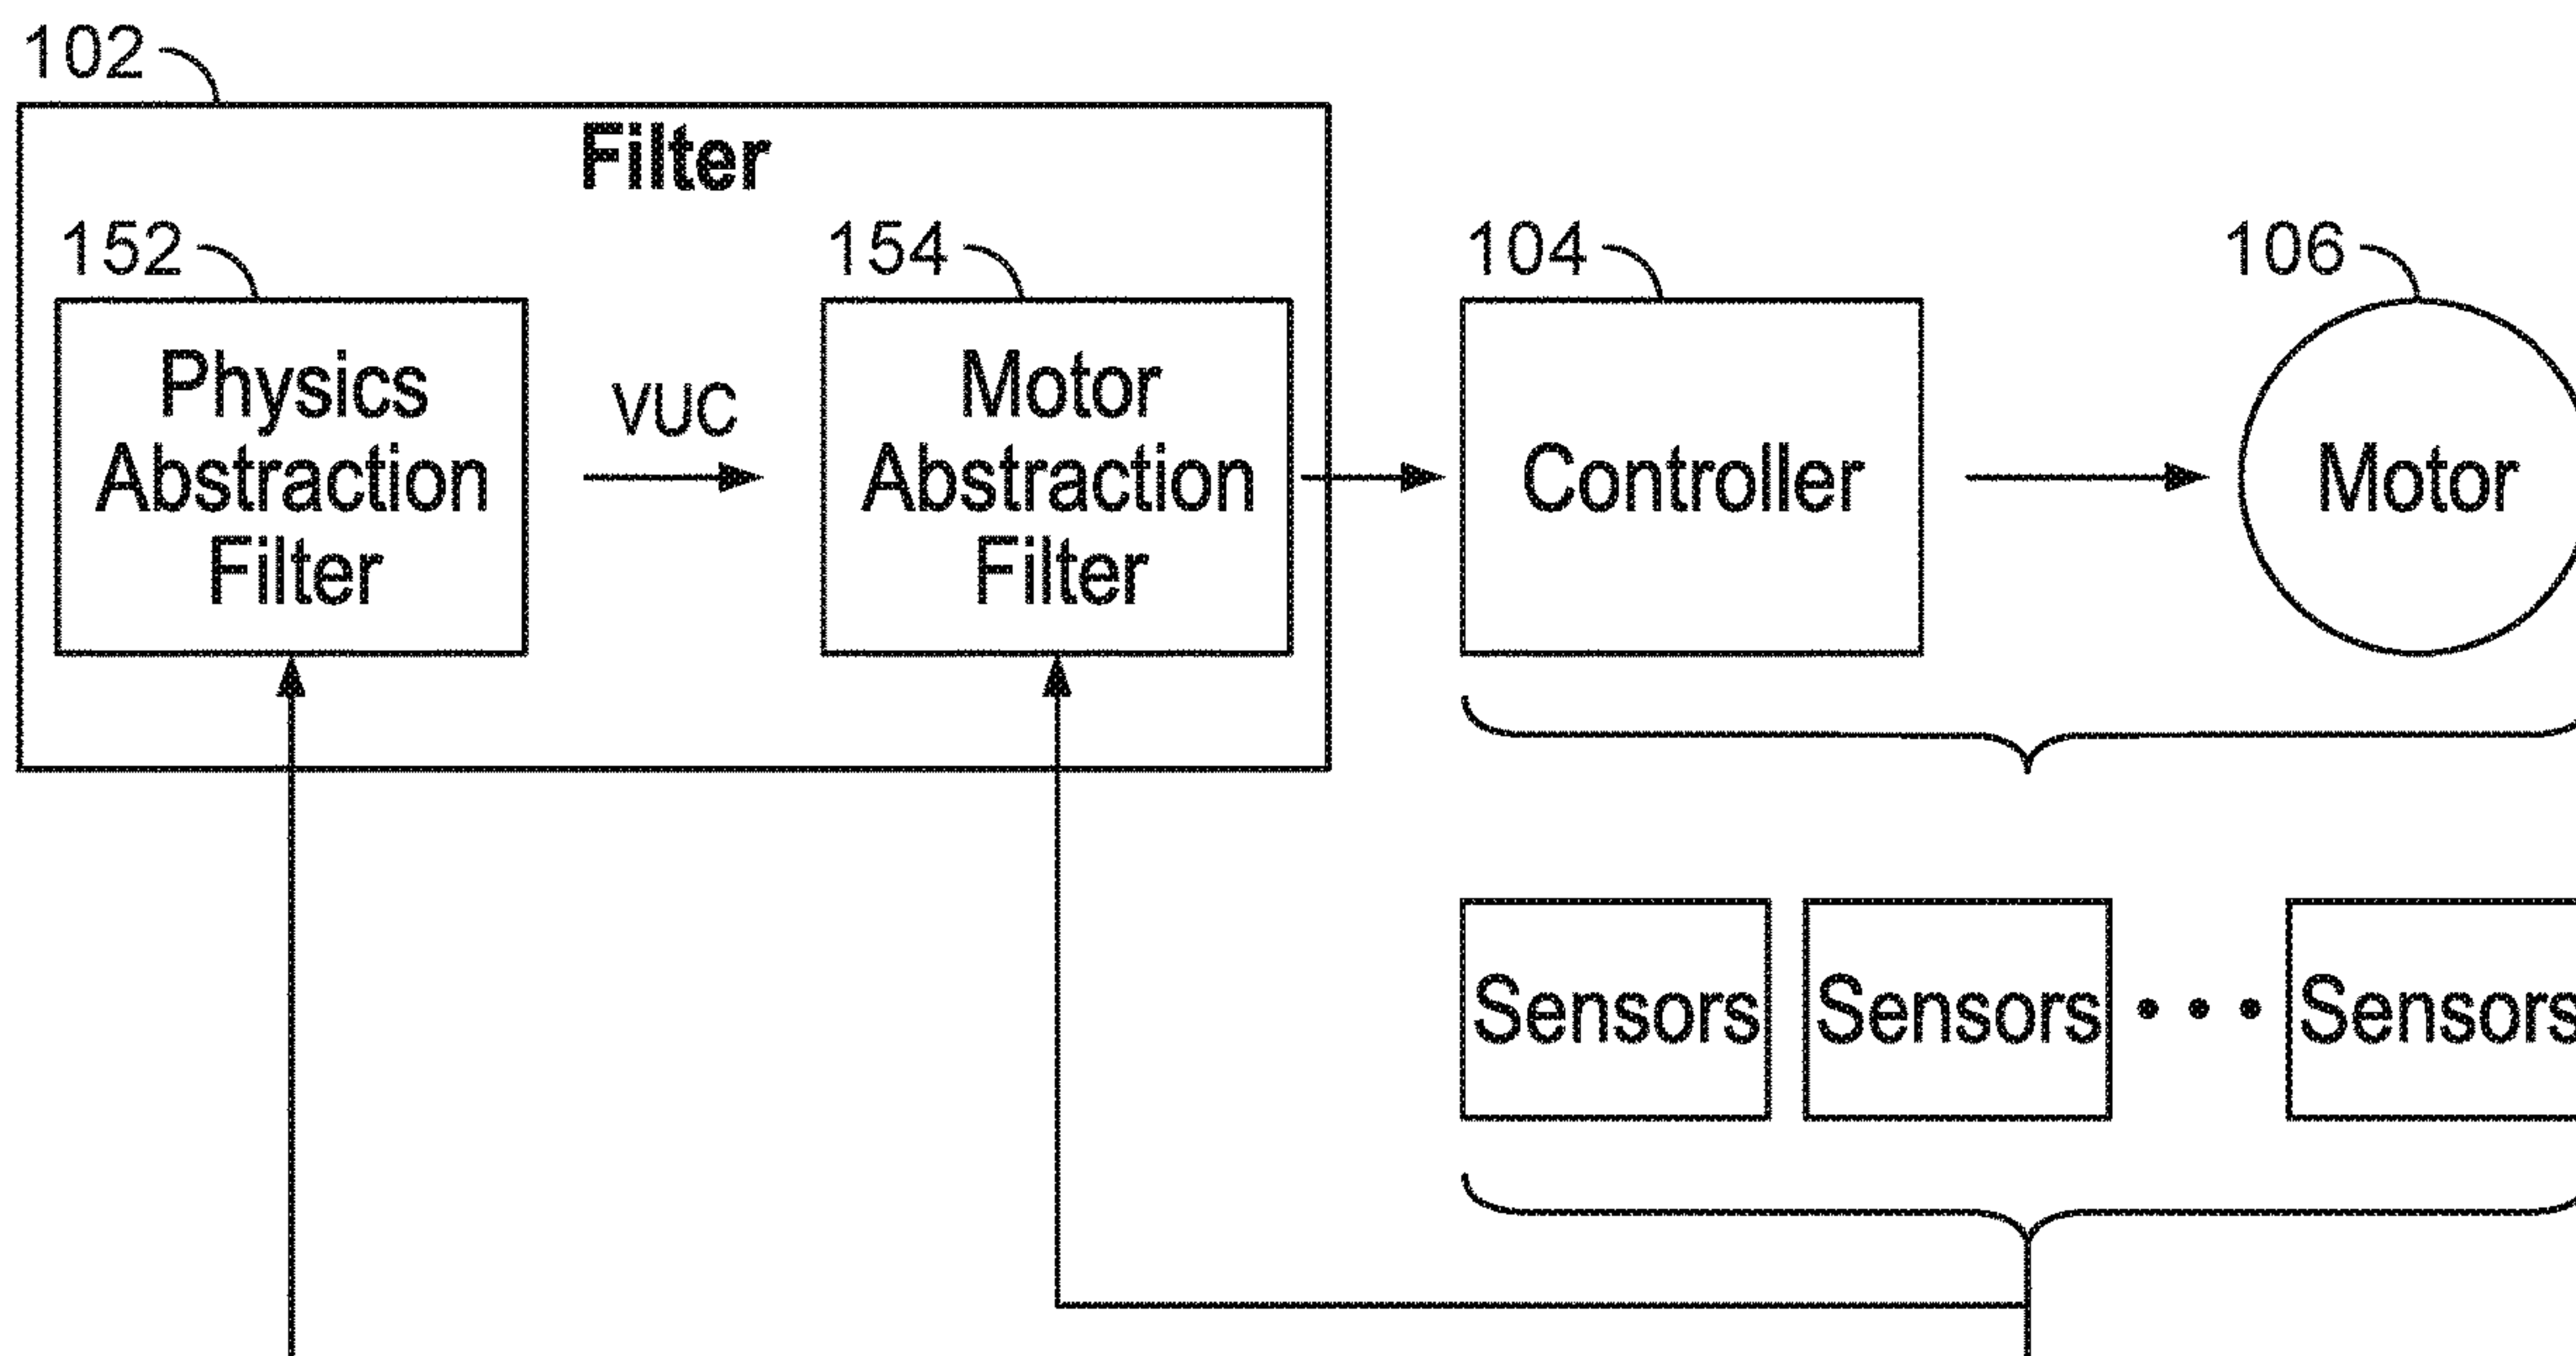 102
Filter
152
154
104
106
Physics
Abstraction
Filter
VUC
Motor
Abstraction
Filter
Controller
Motor
Sensors
Sensors
Sensors